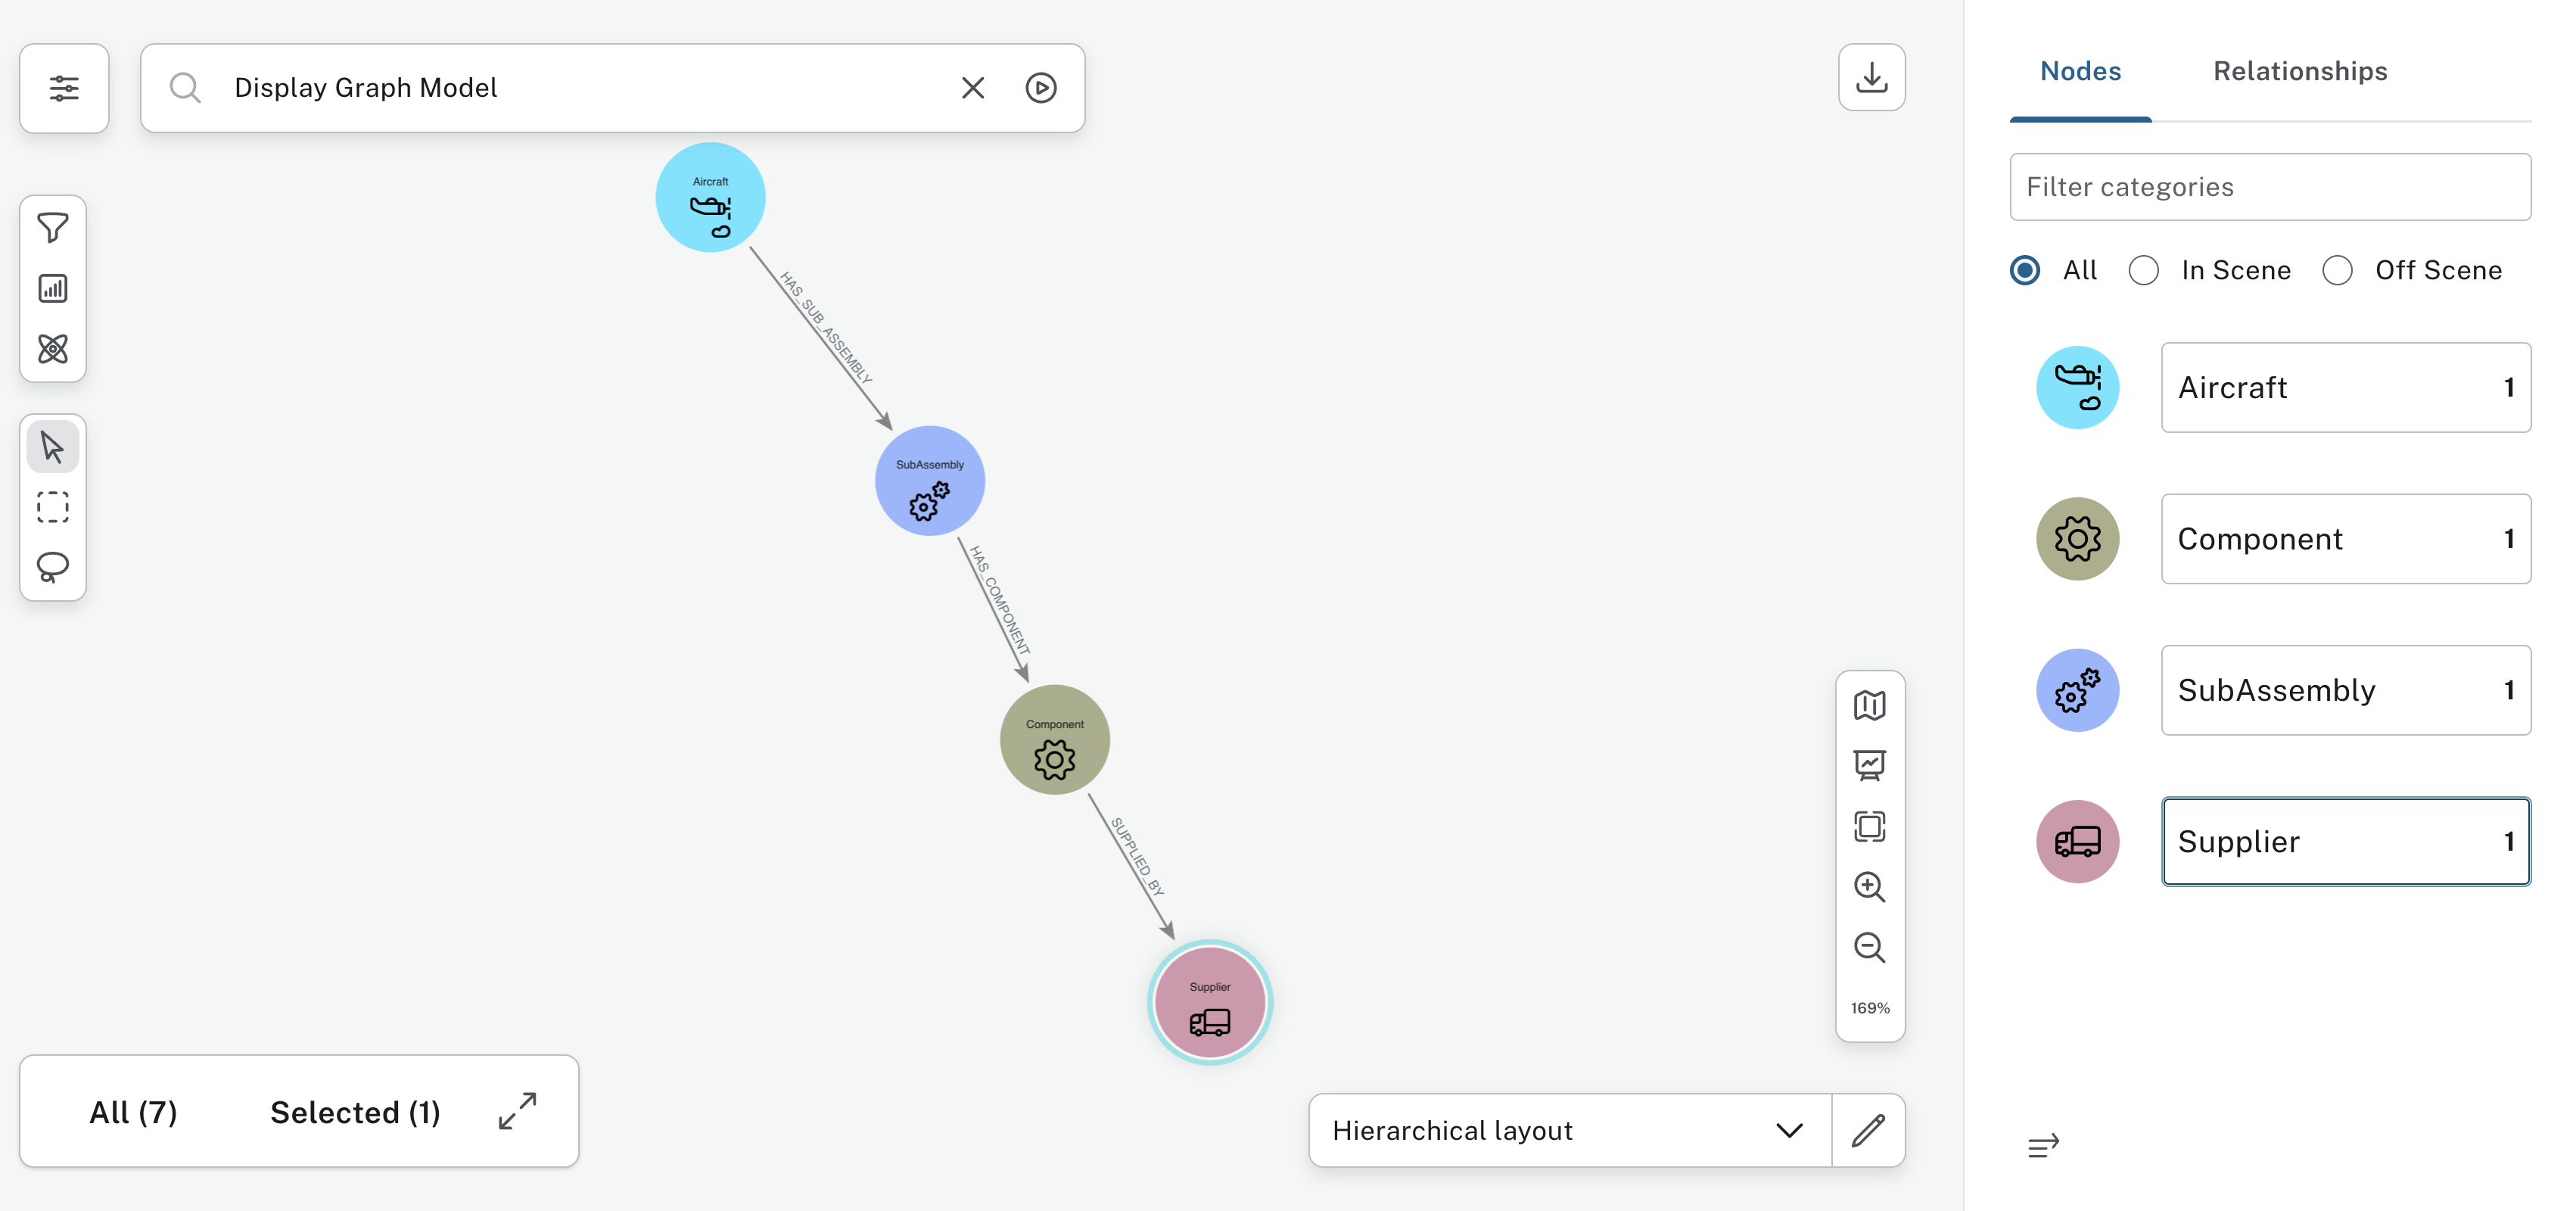 Display Graph Model
Aircraft
HAS_SUB_ASSEMBLY
SubAssembly
HAS_COMPONENT
Component
SUPPLIED_BY
Supplier
All (7)
Selected (1)
169%
Hierarchical layout
Nodes
Relationships
Filter categories
All
In Scene
Off Scene
Aircraft 1
Component 1
SubAssembly 1
Supplier 1